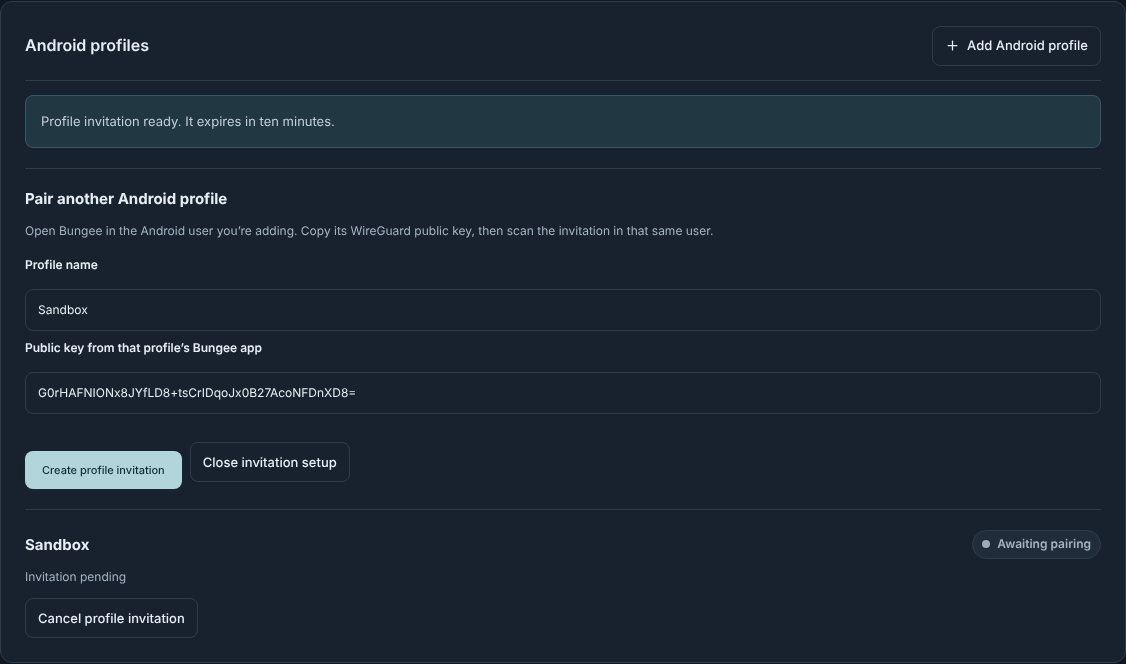 Android profiles
+ Add Android profile
Profile invitation ready. It expires in ten minutes.
Pair another Android profile
Open Bungee in the Android user you’re adding. Copy its WireGuard public key, then scan the invitation in that same user.
Profile name
Sandbox
Public key from that profile’s Bungee app
G0rHAFNIONx8JYfLD8+tsCrIDqoJx0B27AcoNFDnXD8=
Create profile invitation
Close invitation setup
Sandbox
Awaiting pairing
Invitation pending
Cancel profile invitation